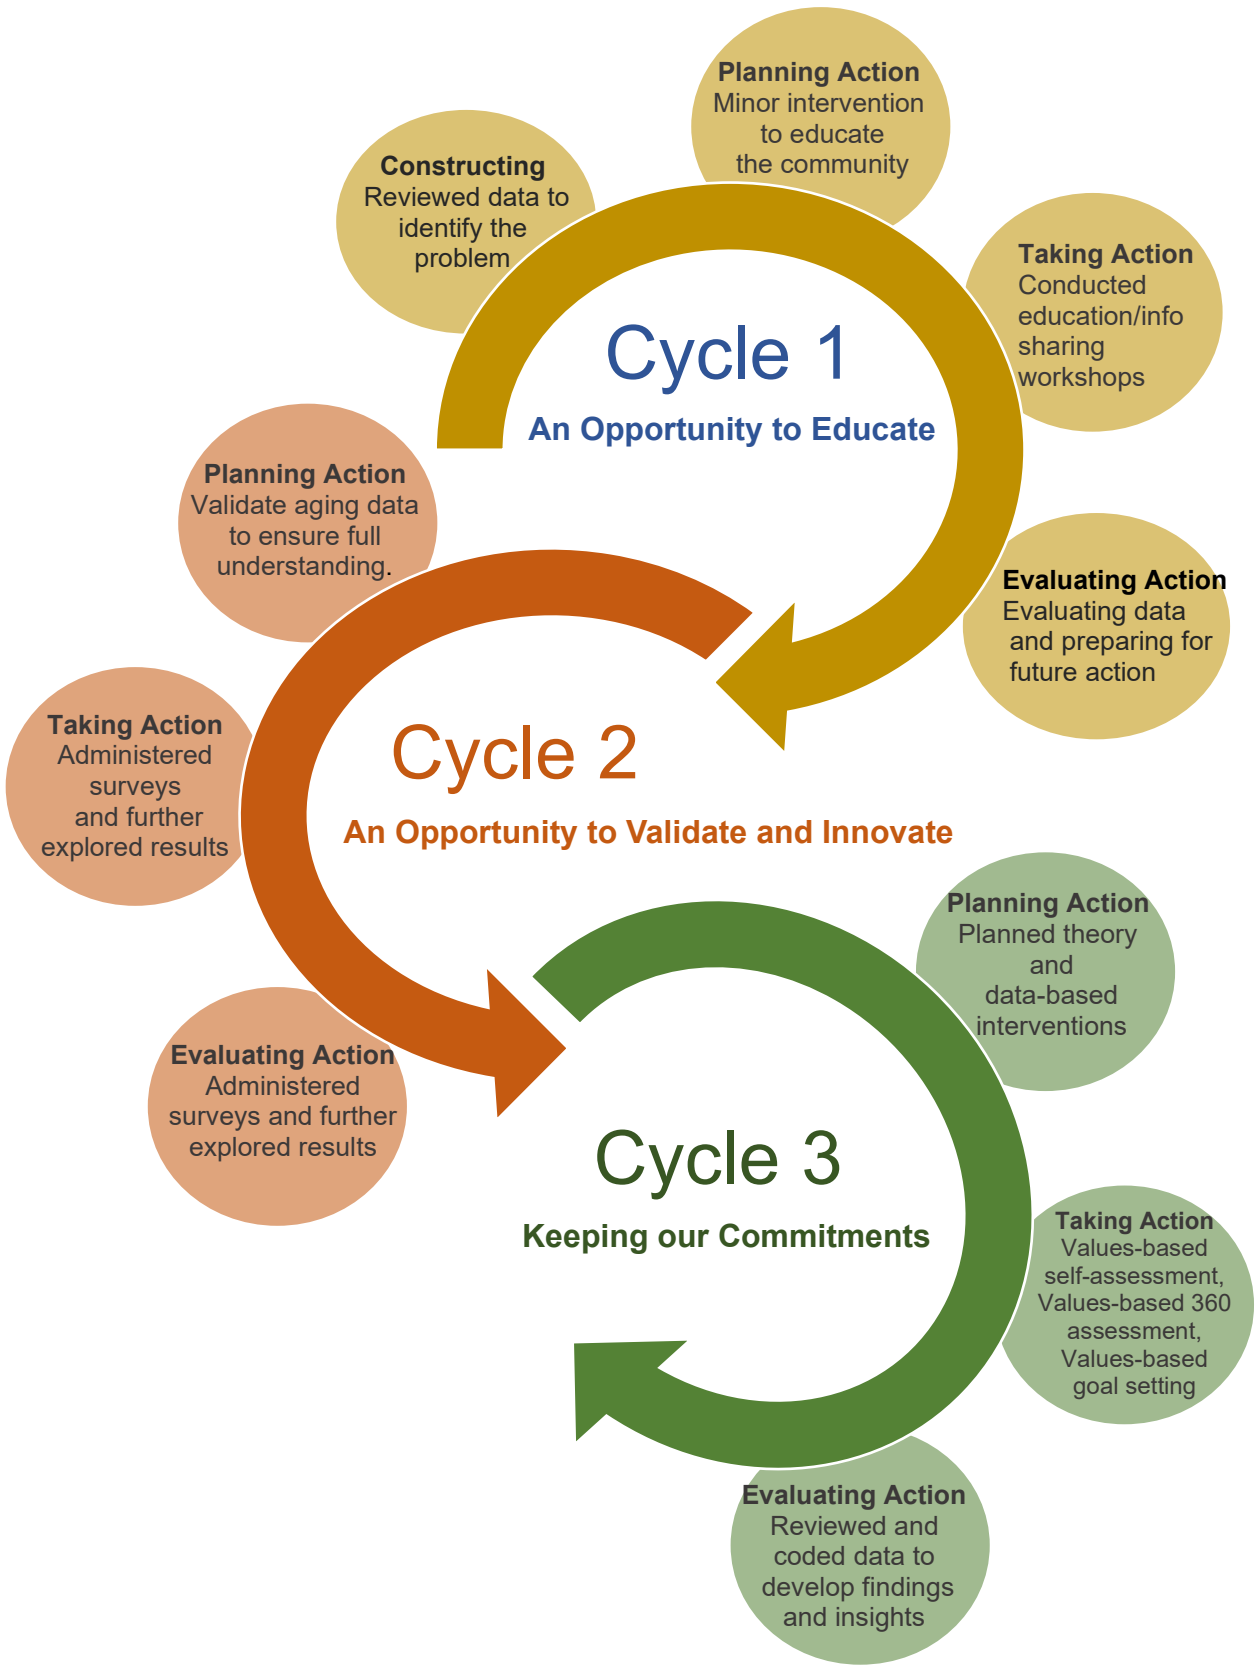 Constructing
Reviewed data to
identify the
problem
Planning Action
Minor intervention
to educate
the community
Taking Action
Conducted
education/info
sharing
workshops
Evaluating Action
Evaluating data
and preparing for
future action
Cycle 1
An Opportunity to Educate
Planning Action
Validate aging data
to ensure full
understanding.
Taking Action
Administered
surveys
and further
explored results
Evaluating Action
Administered
surveys and further
explored results
Cycle 2
An Opportunity to Validate and Innovate
Planning Action
Planned theory
and
data-based
interventions
Taking Action
Values-based
self-assessment,
Values-based 360
assessment,
Values-based
goal setting
Evaluating Action
Reviewed and
coded data to
develop findings
and insights
Cycle 3
Keeping our Commitments